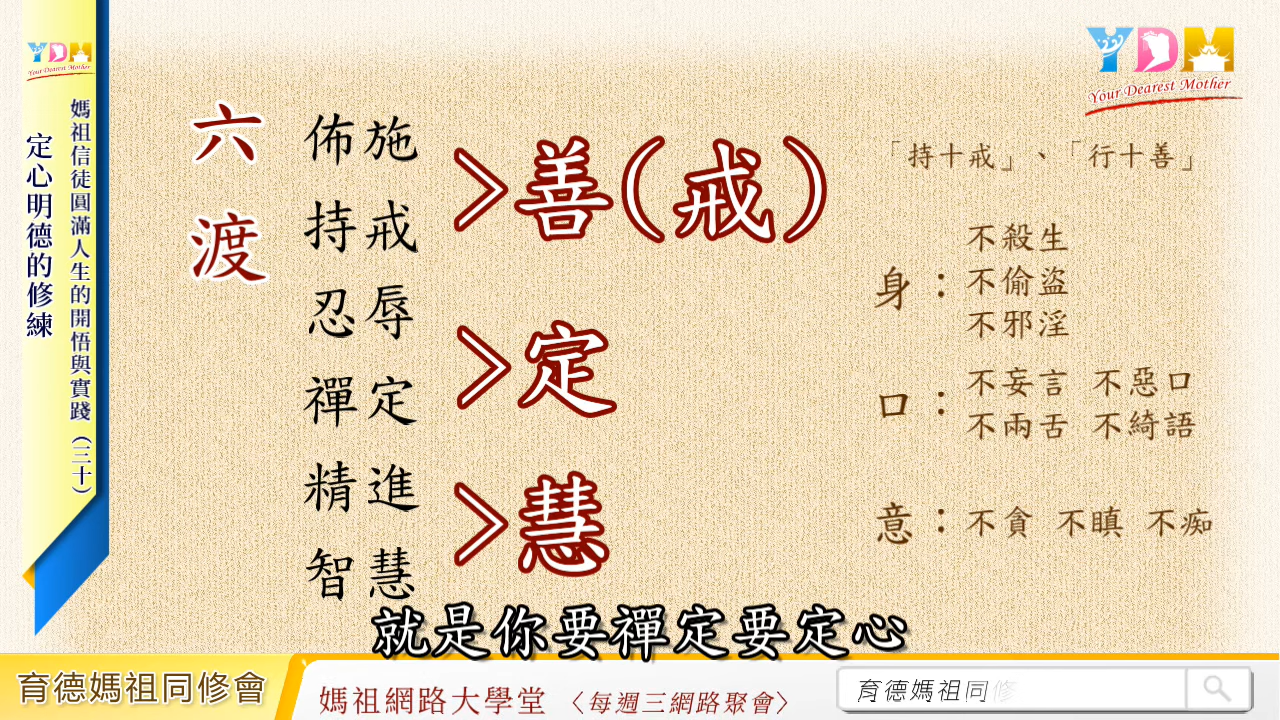 YDM
Your Dearest Mother
媽祖信徒圓滿人生的開悟與實踐（三十）
定心明德的修練
六渡
佈施
持戒
忍辱
禪定
精進
智慧
>善(戒)
>定
>慧
YDM
Your Dearest Mother
「持十戒」、「行十善」
身：
不殺生
不偷盜
不邪淫
口：
不妄言 不惡口
不兩舌 不綺語
意：不貪 不瞋 不痴
就是你要禪定要定心
育德媽祖同修會
媽祖網路大學堂〈每週三網路聚會〉
育德媽祖同修